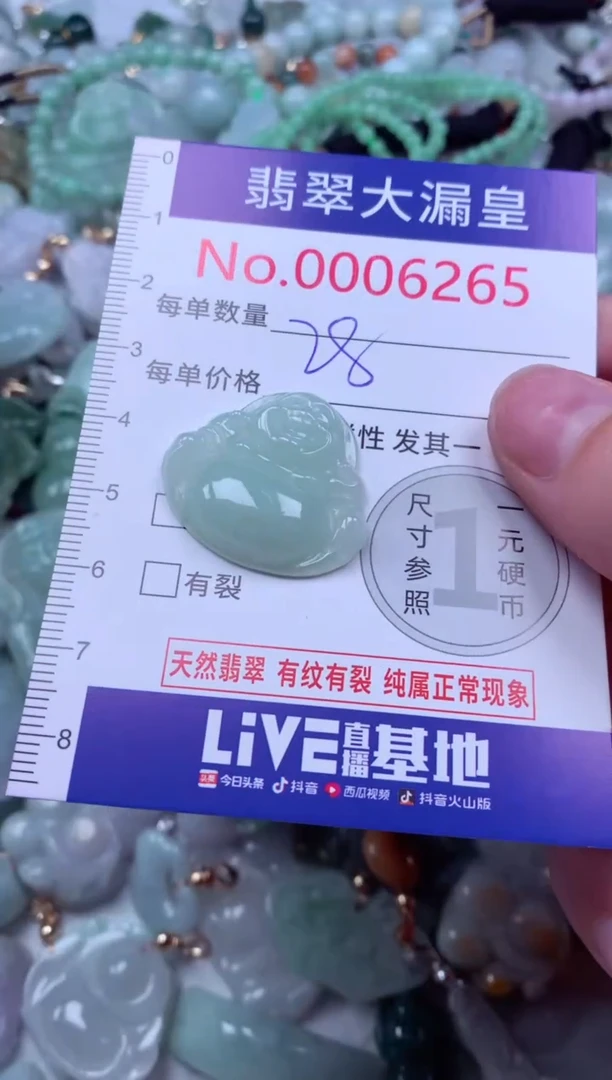 0
翡翠大漏皇
1
No.0006265
2
每单数量
28
3
每单价格
4
性 发其一
5
尺寸参照
1
一元硬币
6
有裂
7
天然翡翠 有纹有裂 纯属正常现象
8
LiVE直播基地
头条 今日头条 抖音 西瓜视频 抖音火山版